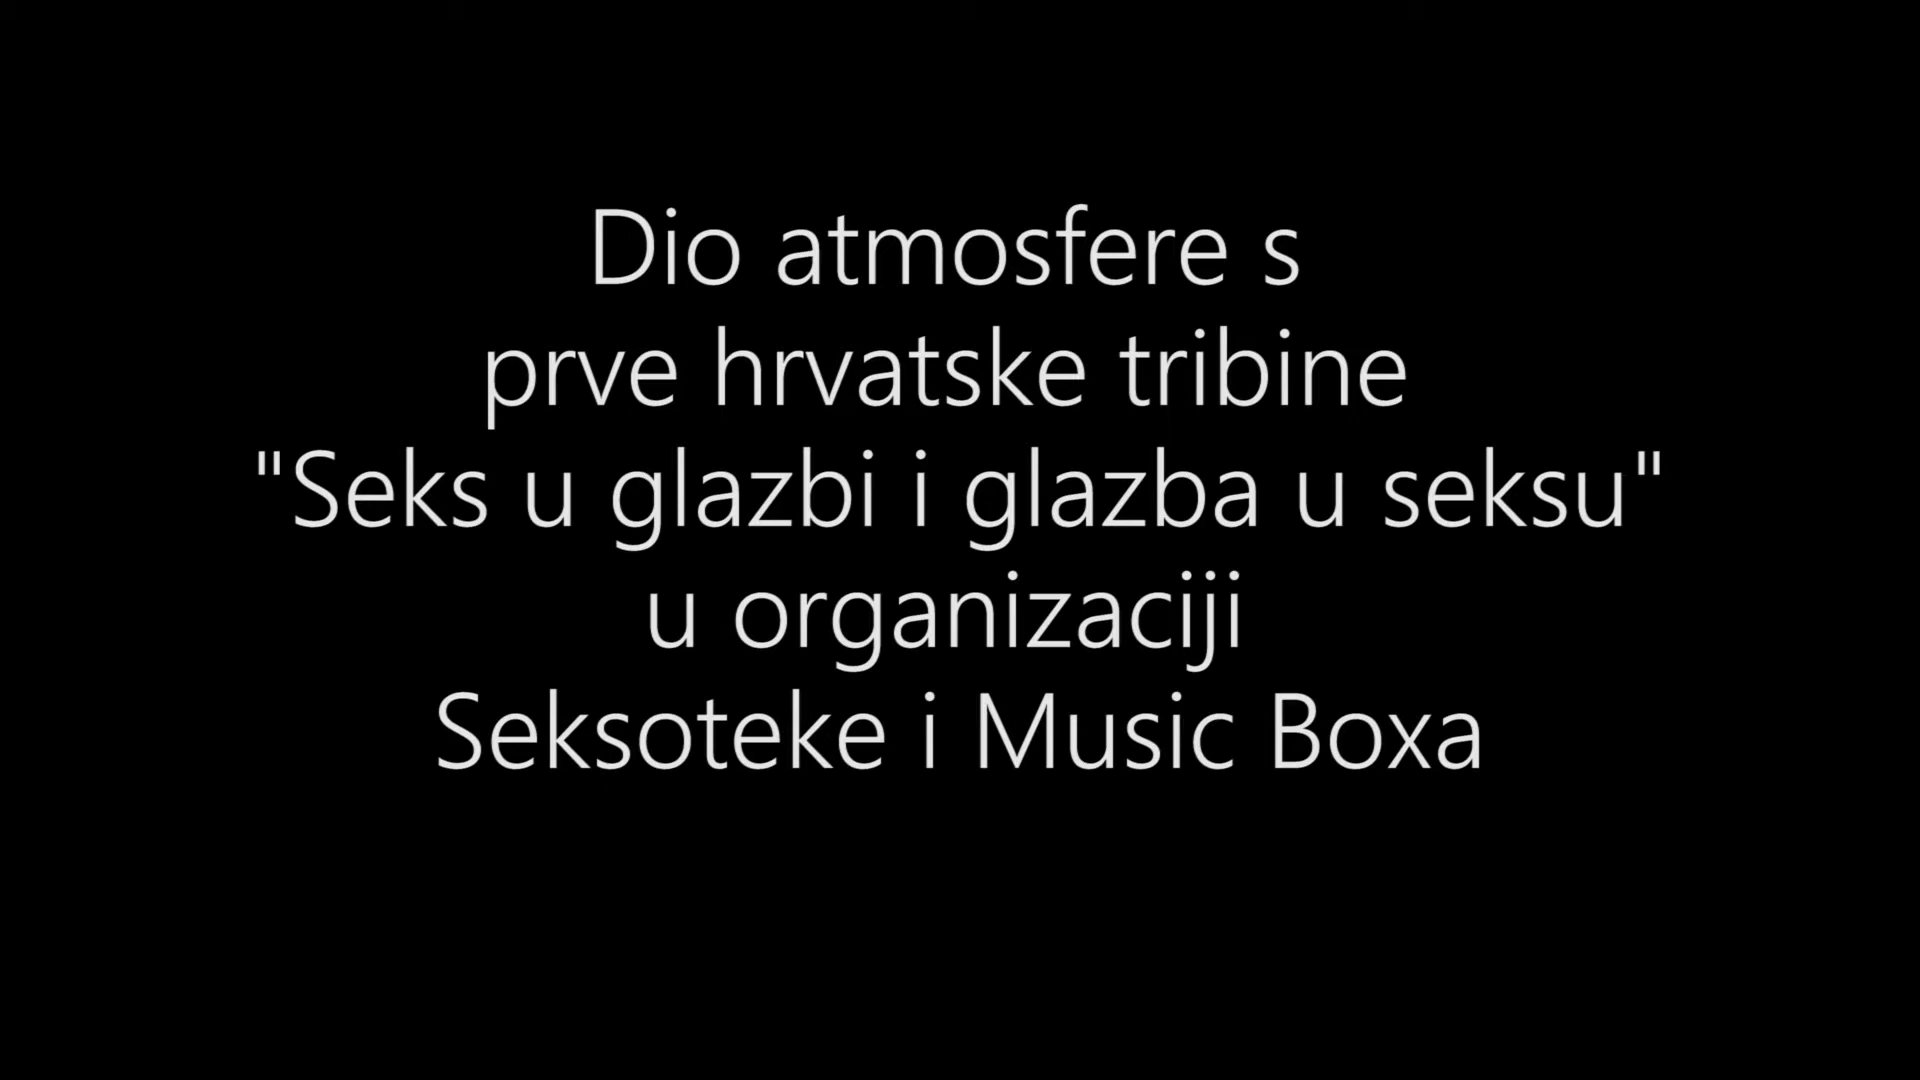 Dio atmosfere s
prve hrvatske tribine
"Seks u glazbi i glazba u seksu"
u organizaciji
Seksoteke i Music Boxa